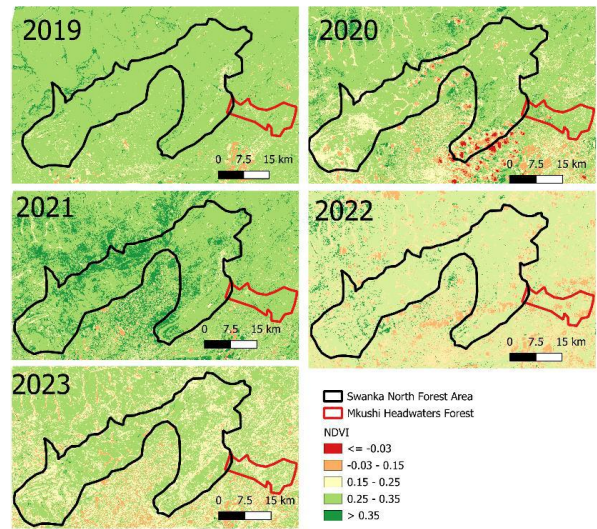 2019
0 7.5 15 km
2020
0 7.5 15 km
2021
0 7.5 15 km
2022
0 7.5 15 km
2023
0 7.5 15 km
Swanka North Forest Area
Mkushi Headwaters Forest
NDVI
<= -0.03
-0.03 - 0.15
0.15 - 0.25
0.25 - 0.35
> 0.35